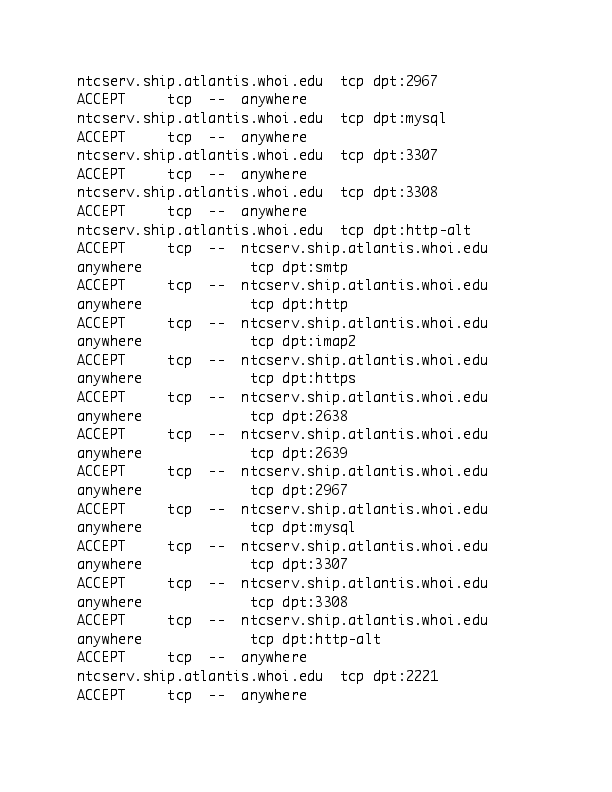 ntcserv.ship.atlantis.whoi.edu  tcp dpt:2967
ACCEPT     tcp  --  anywhere
ntcserv.ship.atlantis.whoi.edu  tcp dpt:mysql
ACCEPT     tcp  --  anywhere
ntcserv.ship.atlantis.whoi.edu  tcp dpt:3307
ACCEPT     tcp  --  anywhere
ntcserv.ship.atlantis.whoi.edu  tcp dpt:3308
ACCEPT     tcp  --  anywhere
ntcserv.ship.atlantis.whoi.edu  tcp dpt:http-alt
ACCEPT     tcp  --  ntcserv.ship.atlantis.whoi.edu
anywhere             tcp dpt:smtp
ACCEPT     tcp  --  ntcserv.ship.atlantis.whoi.edu
anywhere             tcp dpt:http
ACCEPT     tcp  --  ntcserv.ship.atlantis.whoi.edu
anywhere             tcp dpt:imap2
ACCEPT     tcp  --  ntcserv.ship.atlantis.whoi.edu
anywhere             tcp dpt:https
ACCEPT     tcp  --  ntcserv.ship.atlantis.whoi.edu
anywhere             tcp dpt:2638
ACCEPT     tcp  --  ntcserv.ship.atlantis.whoi.edu
anywhere             tcp dpt:2639
ACCEPT     tcp  --  ntcserv.ship.atlantis.whoi.edu
anywhere             tcp dpt:2967
ACCEPT     tcp  --  ntcserv.ship.atlantis.whoi.edu
anywhere             tcp dpt:mysql
ACCEPT     tcp  --  ntcserv.ship.atlantis.whoi.edu
anywhere             tcp dpt:3307
ACCEPT     tcp  --  ntcserv.ship.atlantis.whoi.edu
anywhere             tcp dpt:3308
ACCEPT     tcp  --  ntcserv.ship.atlantis.whoi.edu
anywhere             tcp dpt:http-alt
ACCEPT     tcp  --  anywhere
ntcserv.ship.atlantis.whoi.edu  tcp dpt:2221
ACCEPT     tcp  --  anywhere